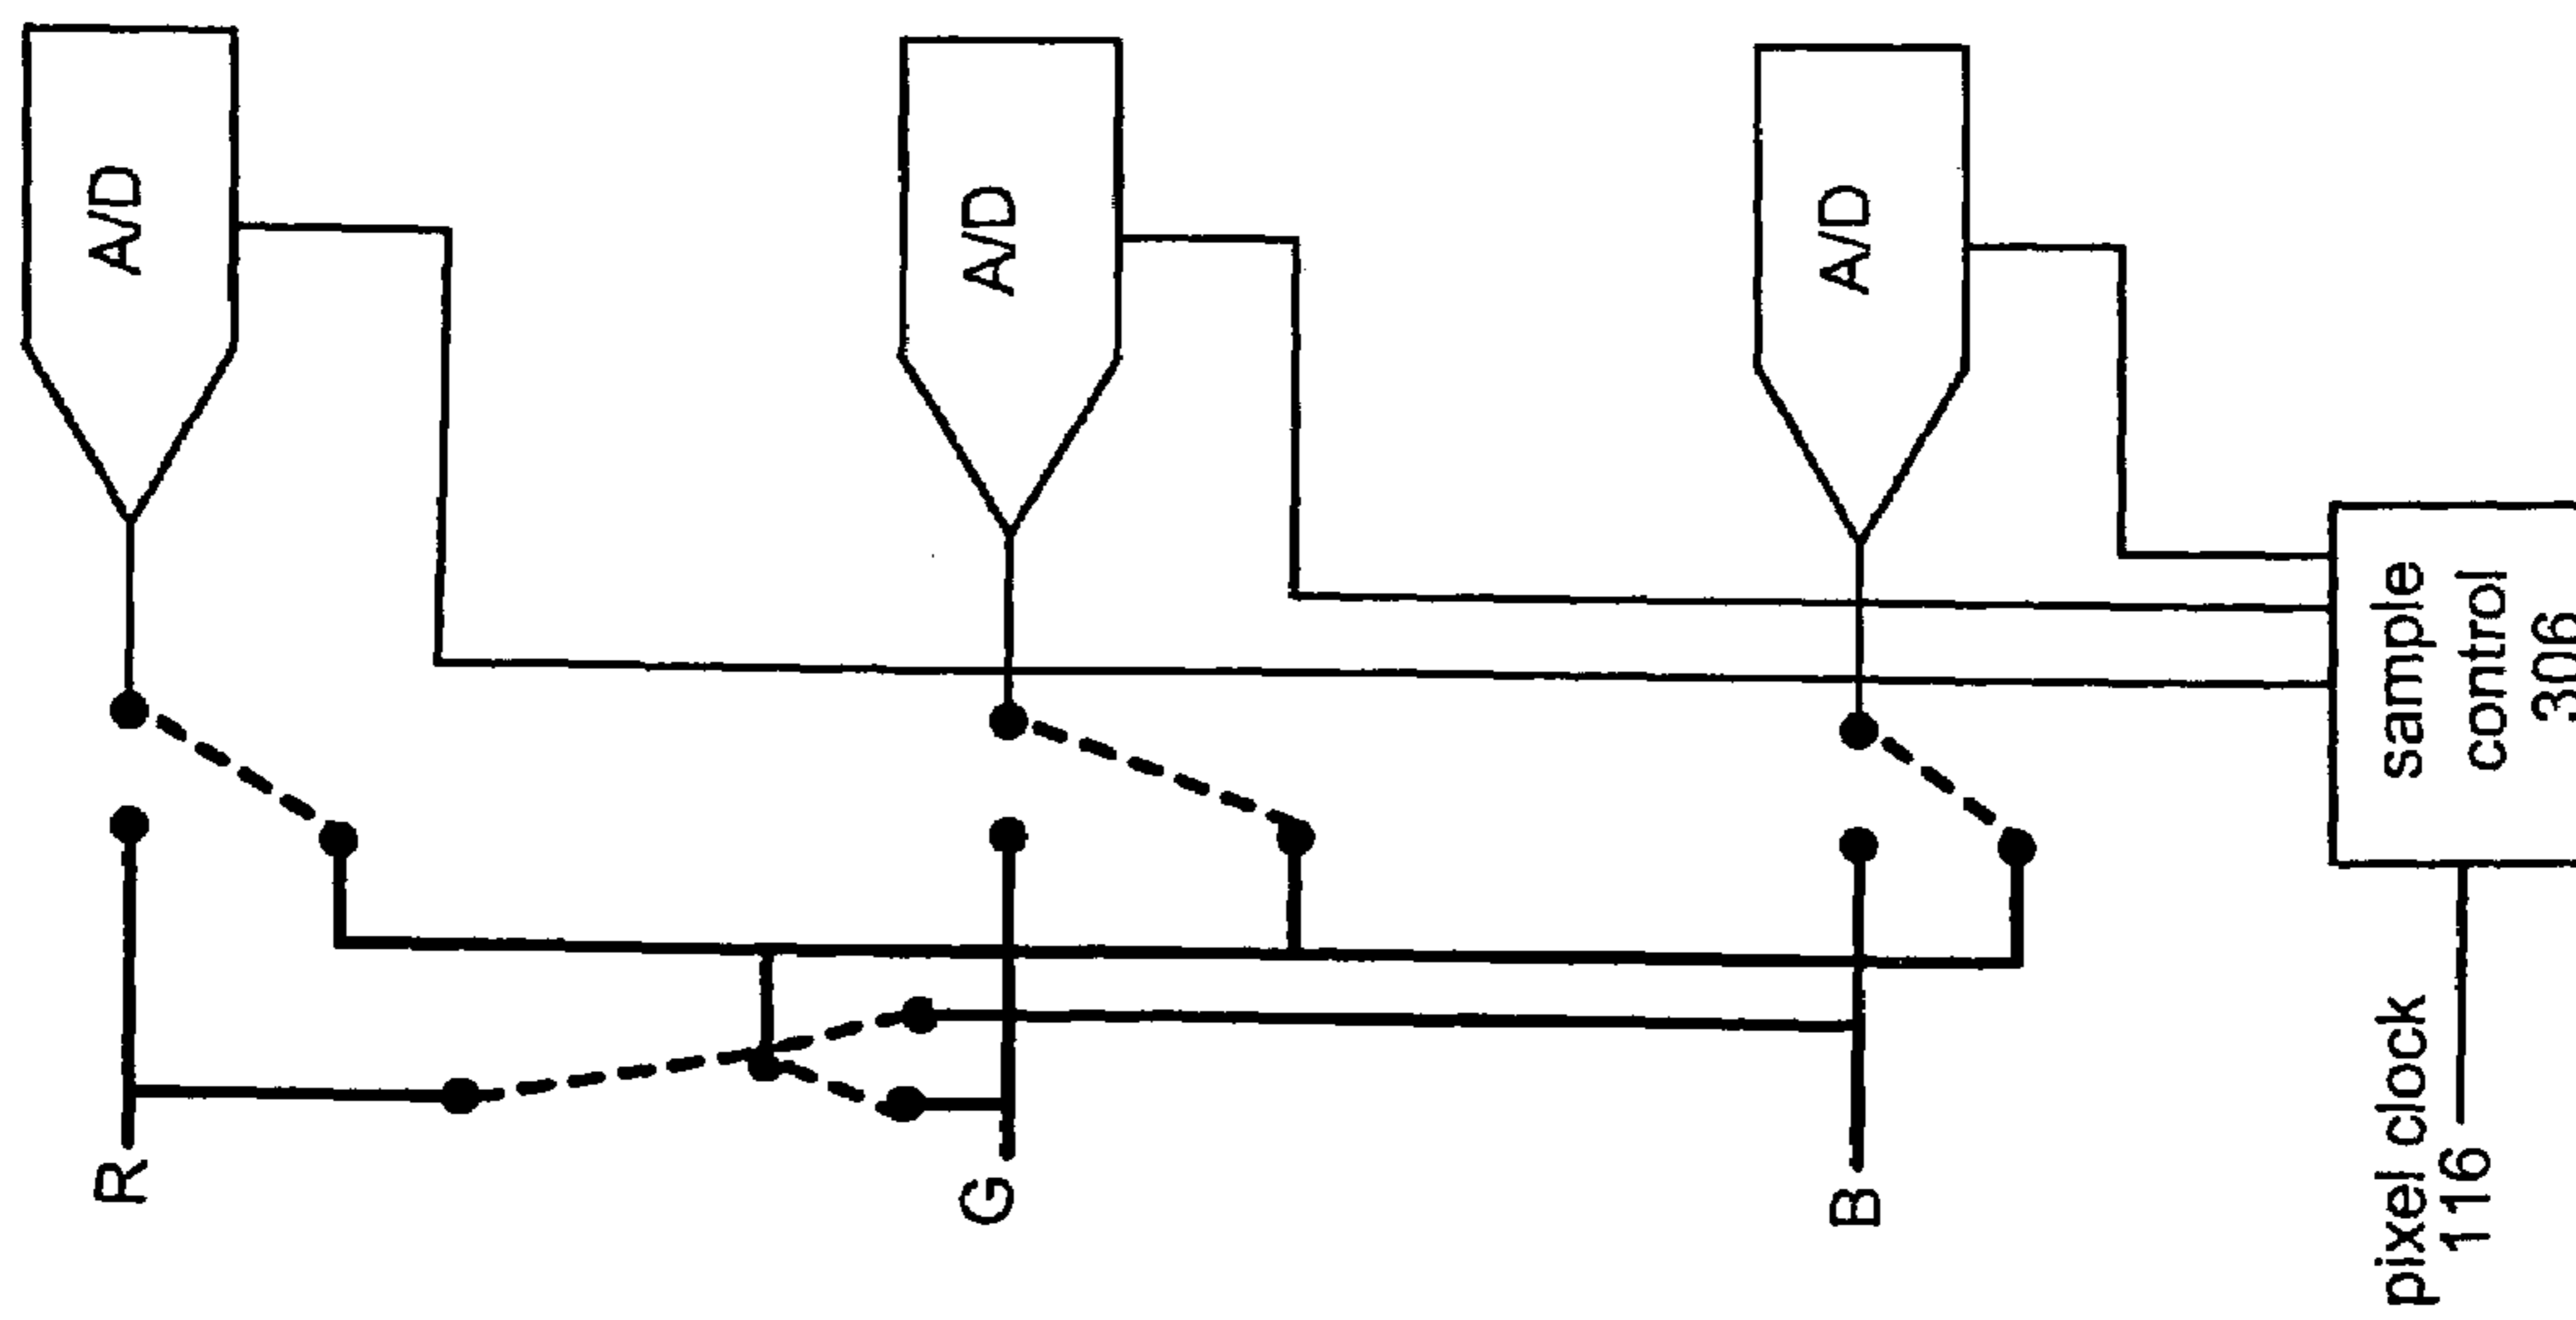 R
A/D
G
A/D
B
A/D
pixel clock
116
sample
control
306